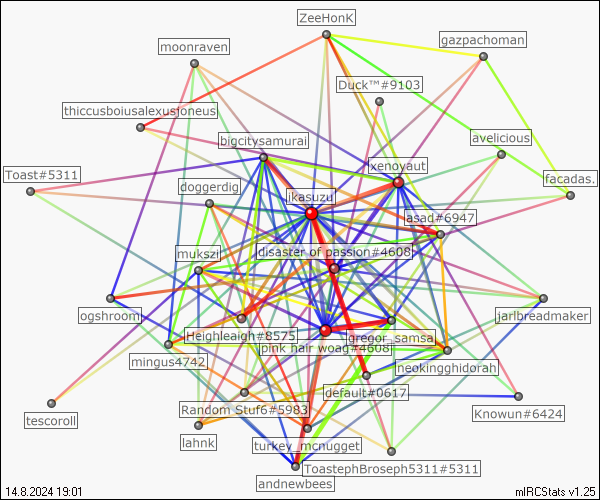 ZeeHonK
moonraven
gazpachoman
Duck™#9103
thiccusboiusalexusjoneus
bigcitysamurai
avelicious
xenoyaut
Toast#5311
doggerdig
jkasuzu
facadas.
asad#6947
mukszi
disaster of passion#4608
ogshroom
jarlbreadmaker
Heighleaigh#8575
gregor_samsa
pink hair woag#4608
mingus4742
neokingghidorah
default#0617
tescoroll
Random Stuf6#5983
Knowun#6424
lahnk
turkey_mcnugget
ToastephBroseph5311#5311
andnewbees
14.8.2024 19:01
mIRCStats v1.25